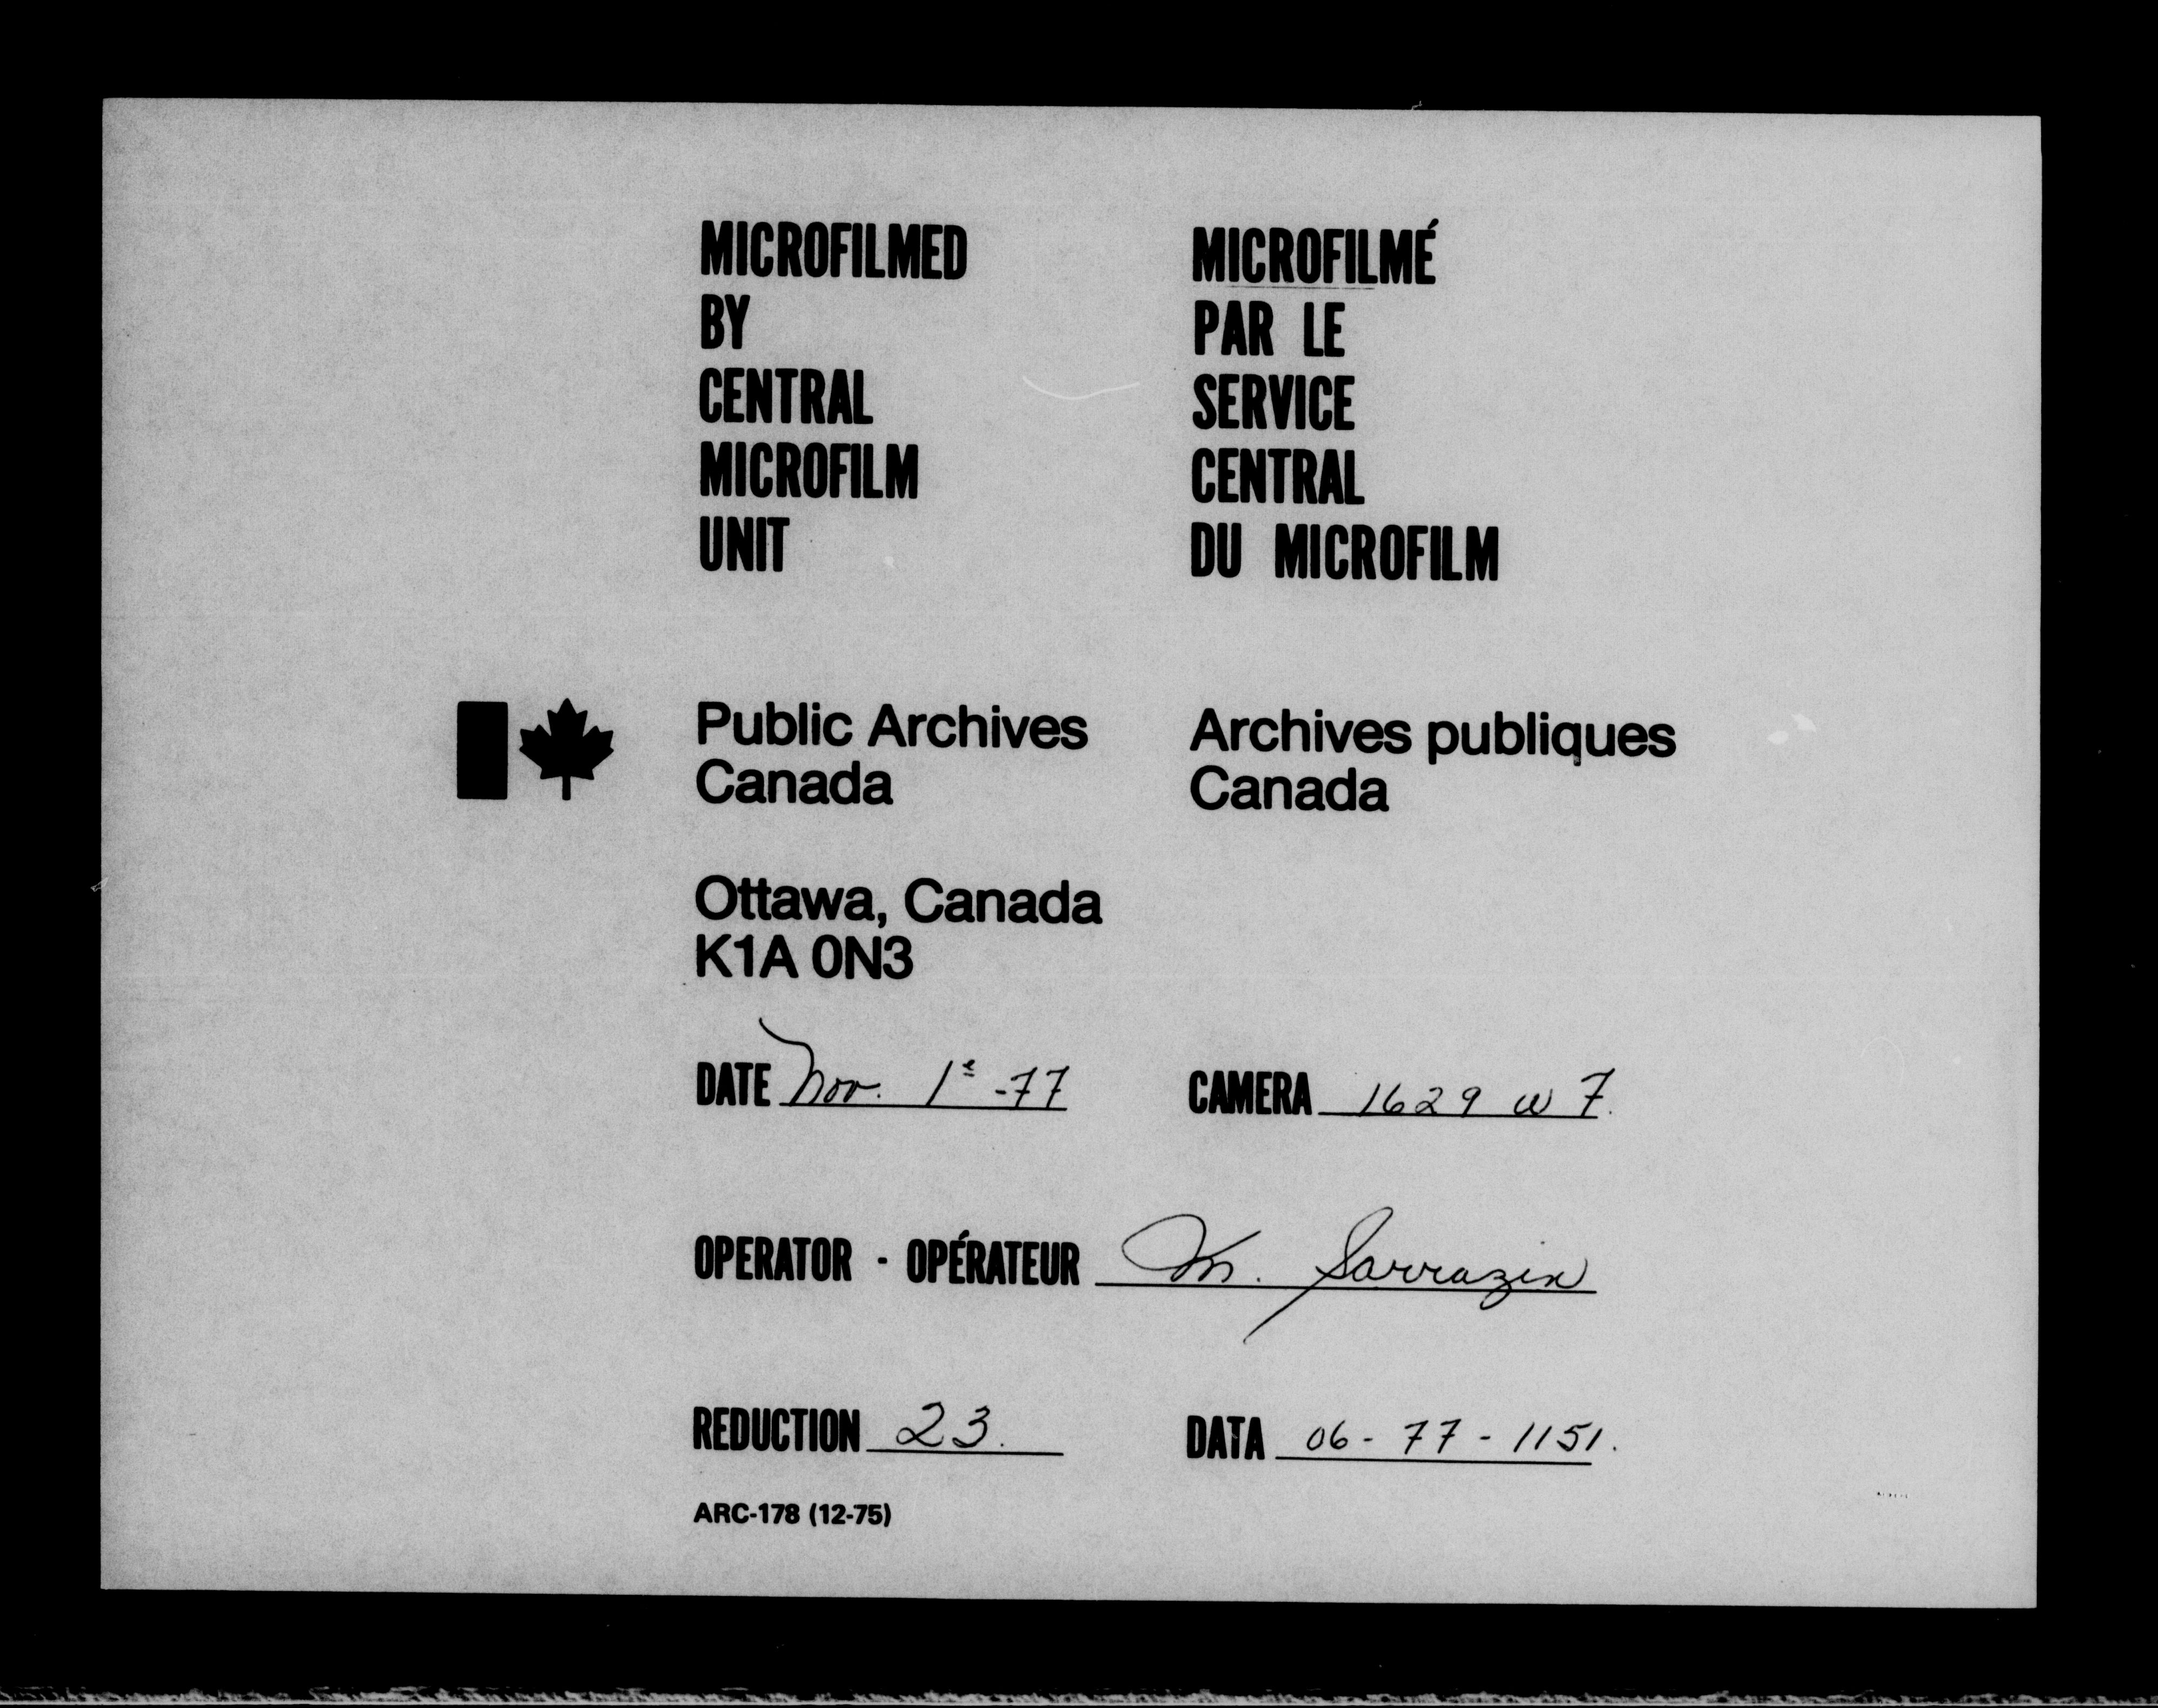 MICROFILMED
BY
CENTRAL
MICROFILM
UNIT
MICROFILMÉ
PAR LE
SERVICE
CENTRAL
DU MICROFILM
Public Archives
Canada
Archives publiques
Canada
Ottawa, Canada
K1A 0N3
DATE Nov. 1st -77
CAMERA 1629 W 7.
OPERATOR - OPÉRATEUR M. Sarrazin
REDUCTION 23.
DATA 06-77-1151.
ARC-178 (12-75)